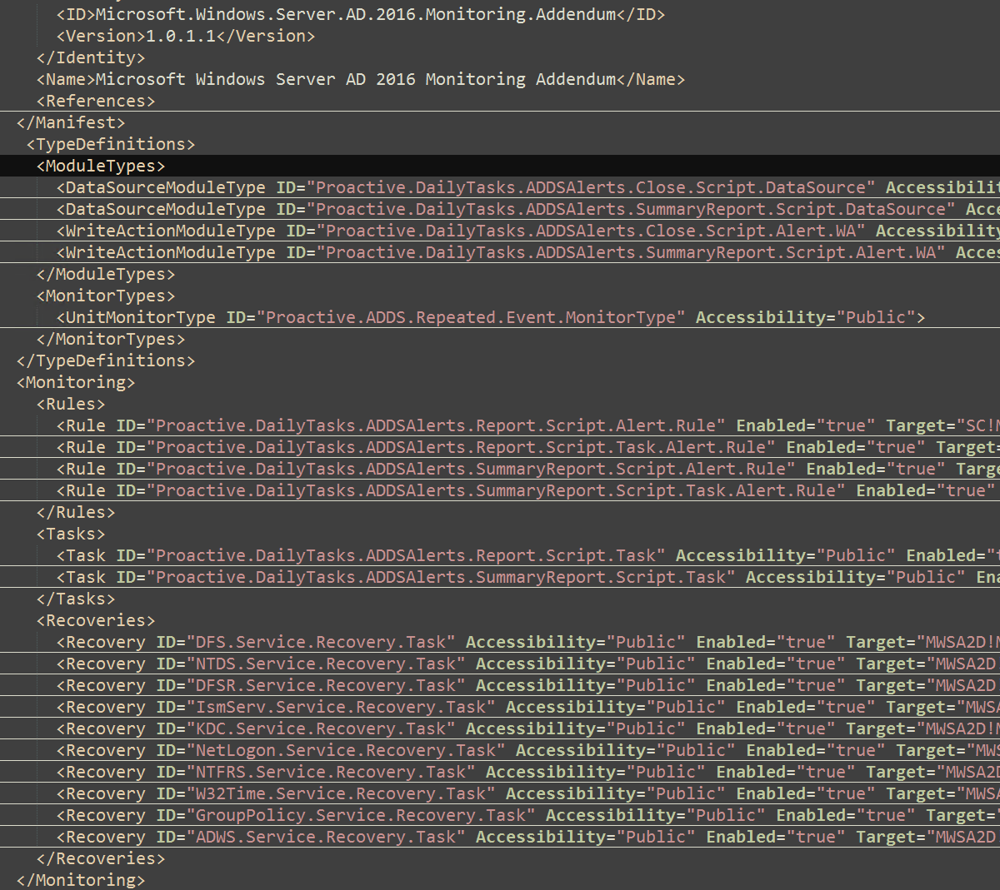 <ID>Microsoft.Windows.Server.AD.2016.Monitoring.Addendum</ID>
<Version>1.0.1.1</Version>
</Identity>
<Name>Microsoft Windows Server AD 2016 Monitoring Addendum</Name>
<References>
</Manifest>
<TypeDefinitions>
<ModuleTypes>
<DataSourceModuleType ID="Proactive.DailyTasks.ADDSAlerts.Close.Script.DataSource" Accessibilit
<DataSourceModuleType ID="Proactive.DailyTasks.ADDSAlerts.SummaryReport.Script.DataSource" Acce
<WriteActionModuleType ID="Proactive.DailyTasks.ADDSAlerts.Close.Script.Alert.WA" Accessibility
<WriteActionModuleType ID="Proactive.DailyTasks.ADDSAlerts.SummaryReport.Script.Alert.WA" Acces
</ModuleTypes>
<MonitorTypes>
<UnitMonitorType ID="Proactive.ADDS.Repeated.Event.MonitorType" Accessibility="Public">
</MonitorTypes>
</TypeDefinitions>
<Monitoring>
<Rules>
<Rule ID="Proactive.DailyTasks.ADDSAlerts.Report.Script.Alert.Rule" Enabled="true" Target="SC!M
<Rule ID="Proactive.DailyTasks.ADDSAlerts.Report.Script.Task.Alert.Rule" Enabled="true" Target=
<Rule ID="Proactive.DailyTasks.ADDSAlerts.SummaryReport.Script.Alert.Rule" Enabled="true" Targe
<Rule ID="Proactive.DailyTasks.ADDSAlerts.SummaryReport.Script.Task.Alert.Rule" Enabled="true"
</Rules>
<Tasks>
<Task ID="Proactive.DailyTasks.ADDSAlerts.Report.Script.Task" Accessibility="Public" Enabled="t
<Task ID="Proactive.DailyTasks.ADDSAlerts.SummaryReport.Script.Task" Accessibility="Public" Ena
</Tasks>
<Recoveries>
<Recovery ID="DFS.Service.Recovery.Task" Accessibility="Public" Enabled="true" Target="MWSA2D!M
<Recovery ID="NTDS.Service.Recovery.Task" Accessibility="Public" Enabled="true" Target="MWSA2D
<Recovery ID="DFSR.Service.Recovery.Task" Accessibility="Public" Enabled="true" Target="MWSA2D
<Recovery ID="IsmServ.Service.Recovery.Task" Accessibility="Public" Enabled="true" Target="MWSA
<Recovery ID="KDC.Service.Recovery.Task" Accessibility="Public" Enabled="true" Target="MWSA2D!M
<Recovery ID="NetLogon.Service.Recovery.Task" Accessibility="Public" Enabled="true" Target="MWS
<Recovery ID="NTFRS.Service.Recovery.Task" Accessibility="Public" Enabled="true" Target="MWSA2D
<Recovery ID="W32Time.Service.Recovery.Task" Accessibility="Public" Enabled="true" Target="MWSA
<Recovery ID="GroupPolicy.Service.Recovery.Task" Accessibility="Public" Enabled="true" Target="
<Recovery ID="ADWS.Service.Recovery.Task" Accessibility="Public" Enabled="true" Target="MWSA2D
</Recoveries>
</Monitoring>